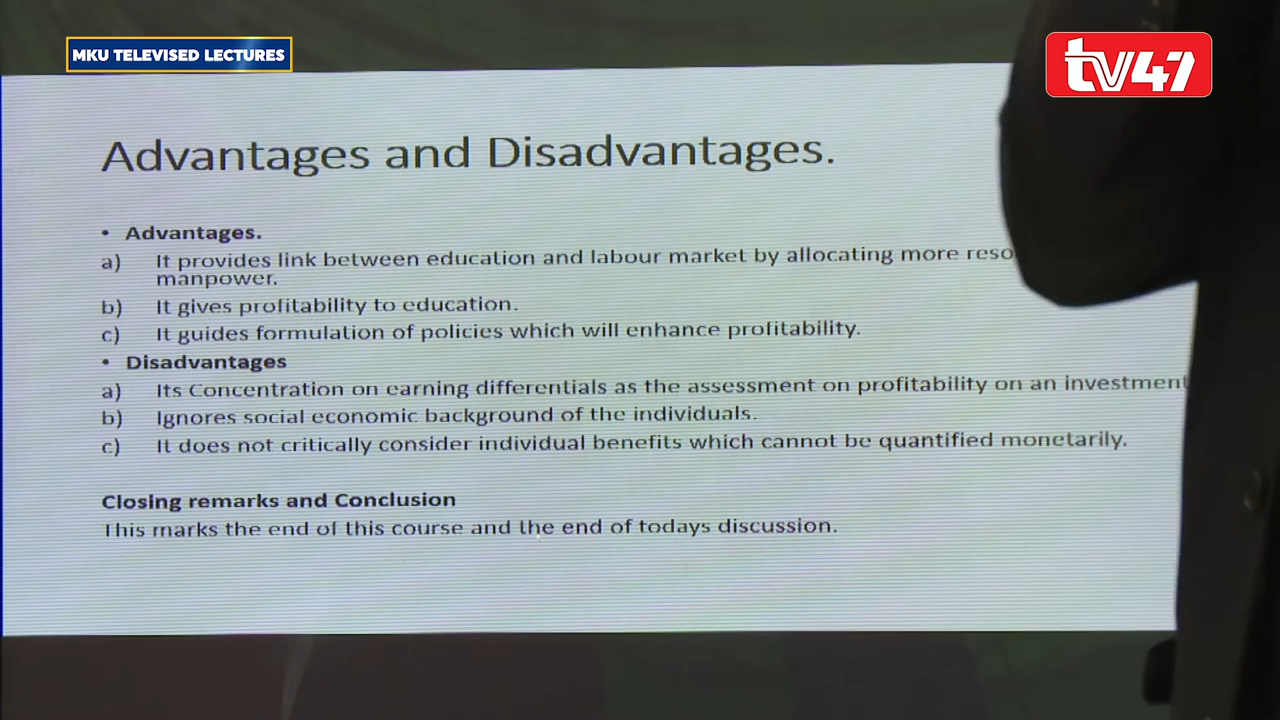 MKU TELEVISED LECTURES
tv47
Advantages and Disadvantages.
• Advantages.
a) It provides link between education and labour market by allocating more reso
manpower.
b) It gives profitability to education.
c) It guides formulation of policies which will enhance profitability.
• Disadvantages
a) Its Concentration on earning differentials as the assessment on profitability on an investment
b) Ignores social economic background of the individuals.
c) It does not critically consider individual benefits which cannot be quantified monetarily.
Closing remarks and Conclusion
This marks the end of this course and the end of todays discussion.